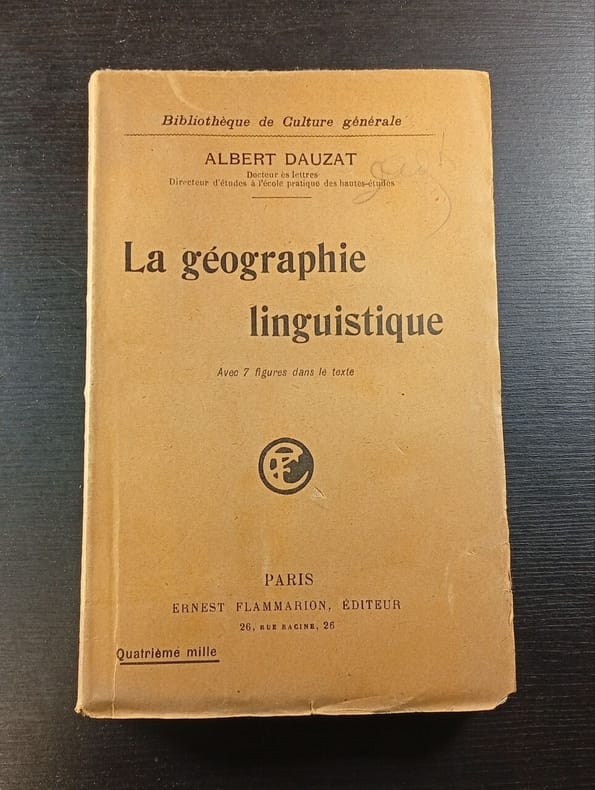 Bibliothèque de Culture générale
ALBERT DAUZAT
Docteur ès lettres
Directeur d'études à l'école pratique des hautes-études
La géographie
linguistique
Avec 7 figures dans le texte
PARIS
ERNEST FLAMMARION, ÉDITEUR
26, RUE RACINE, 26
Quatrième mille